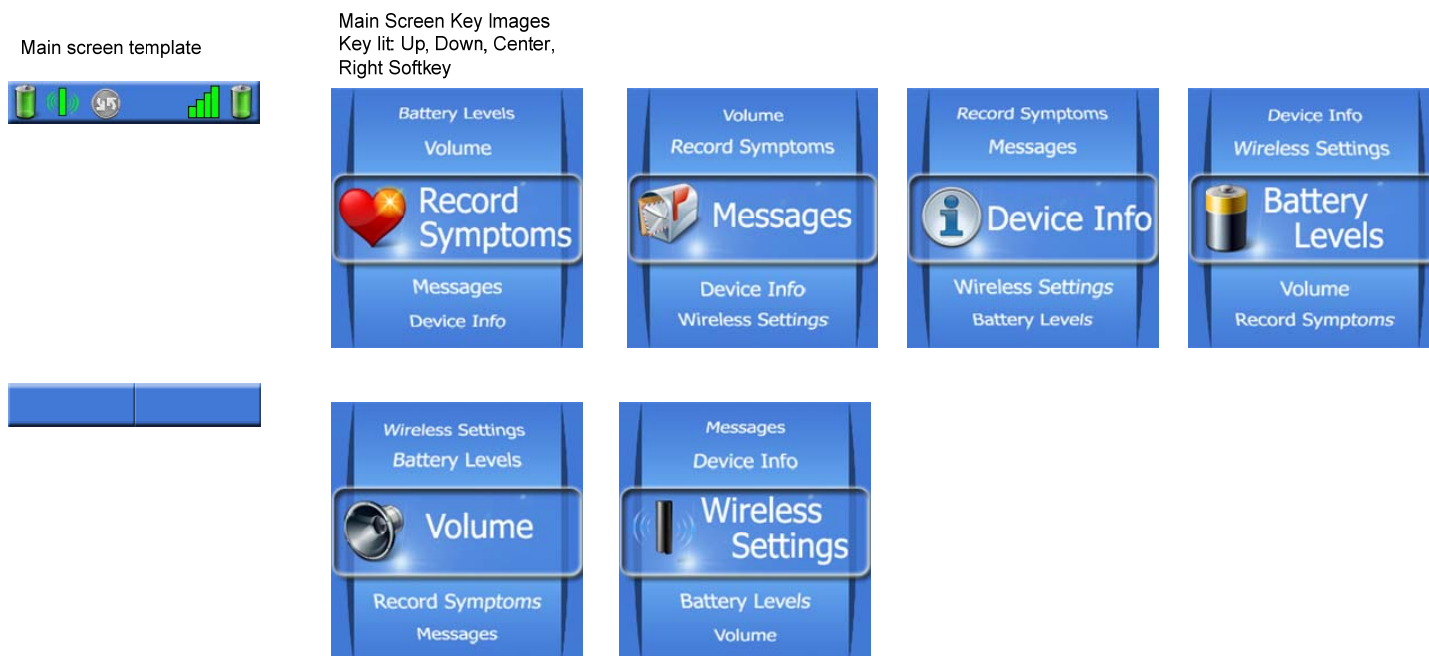 Main screen template
Main Screen Key Images
Key lit: Up, Down, Center,
Right Softkey
Battery Levels
Volume
Record
Symptoms
Messages
Device Info
Volume
Record Symptoms
Messages
Device Info
Wireless Settings
Record Symptoms
Messages
Device Info
Wireless Settings
Battery Levels
Device Info
Wireless Settings
Battery
Levels
Volume
Record Symptoms
Wireless Settings
Battery Levels
Volume
Record Symptoms
Messages
Messages
Device Info
Wireless
Settings
Battery Levels
Volume